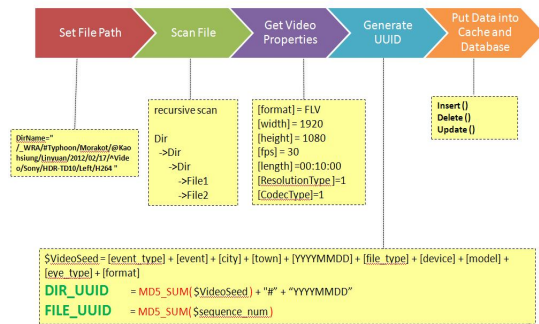 Set File Path
Scan File
Get Video
Properties
Generate
UUID
Put Data into
Cache and
Database
DirName="
/_WRA/#Typhoon/Morakot/@Kao
hsiung/Linyuan/2012/02/17/^Vide
o/Sony/HDR-TD10/Left/H264 "
recursive scan
Dir
->Dir
->Dir
->File1
->File2
[format] = FLV
[width] = 1920
[height] = 1080
[fps] = 30
[length] =00:10:00
[ResolutionType]=1
[CodecType]=1
Insert ()
Delete ()
Update ()
$VideoSeed = [event_type] + [event] + [city] + [town] + [YYYYMMDD] + [file_type] + [device] + [model] +
[eye_type] + [format]
DIR_UUID = MD5_SUM($VideoSeed) + "#" + “YYYYMMDD”
FILE_UUID = MD5_SUM($sequence_num)